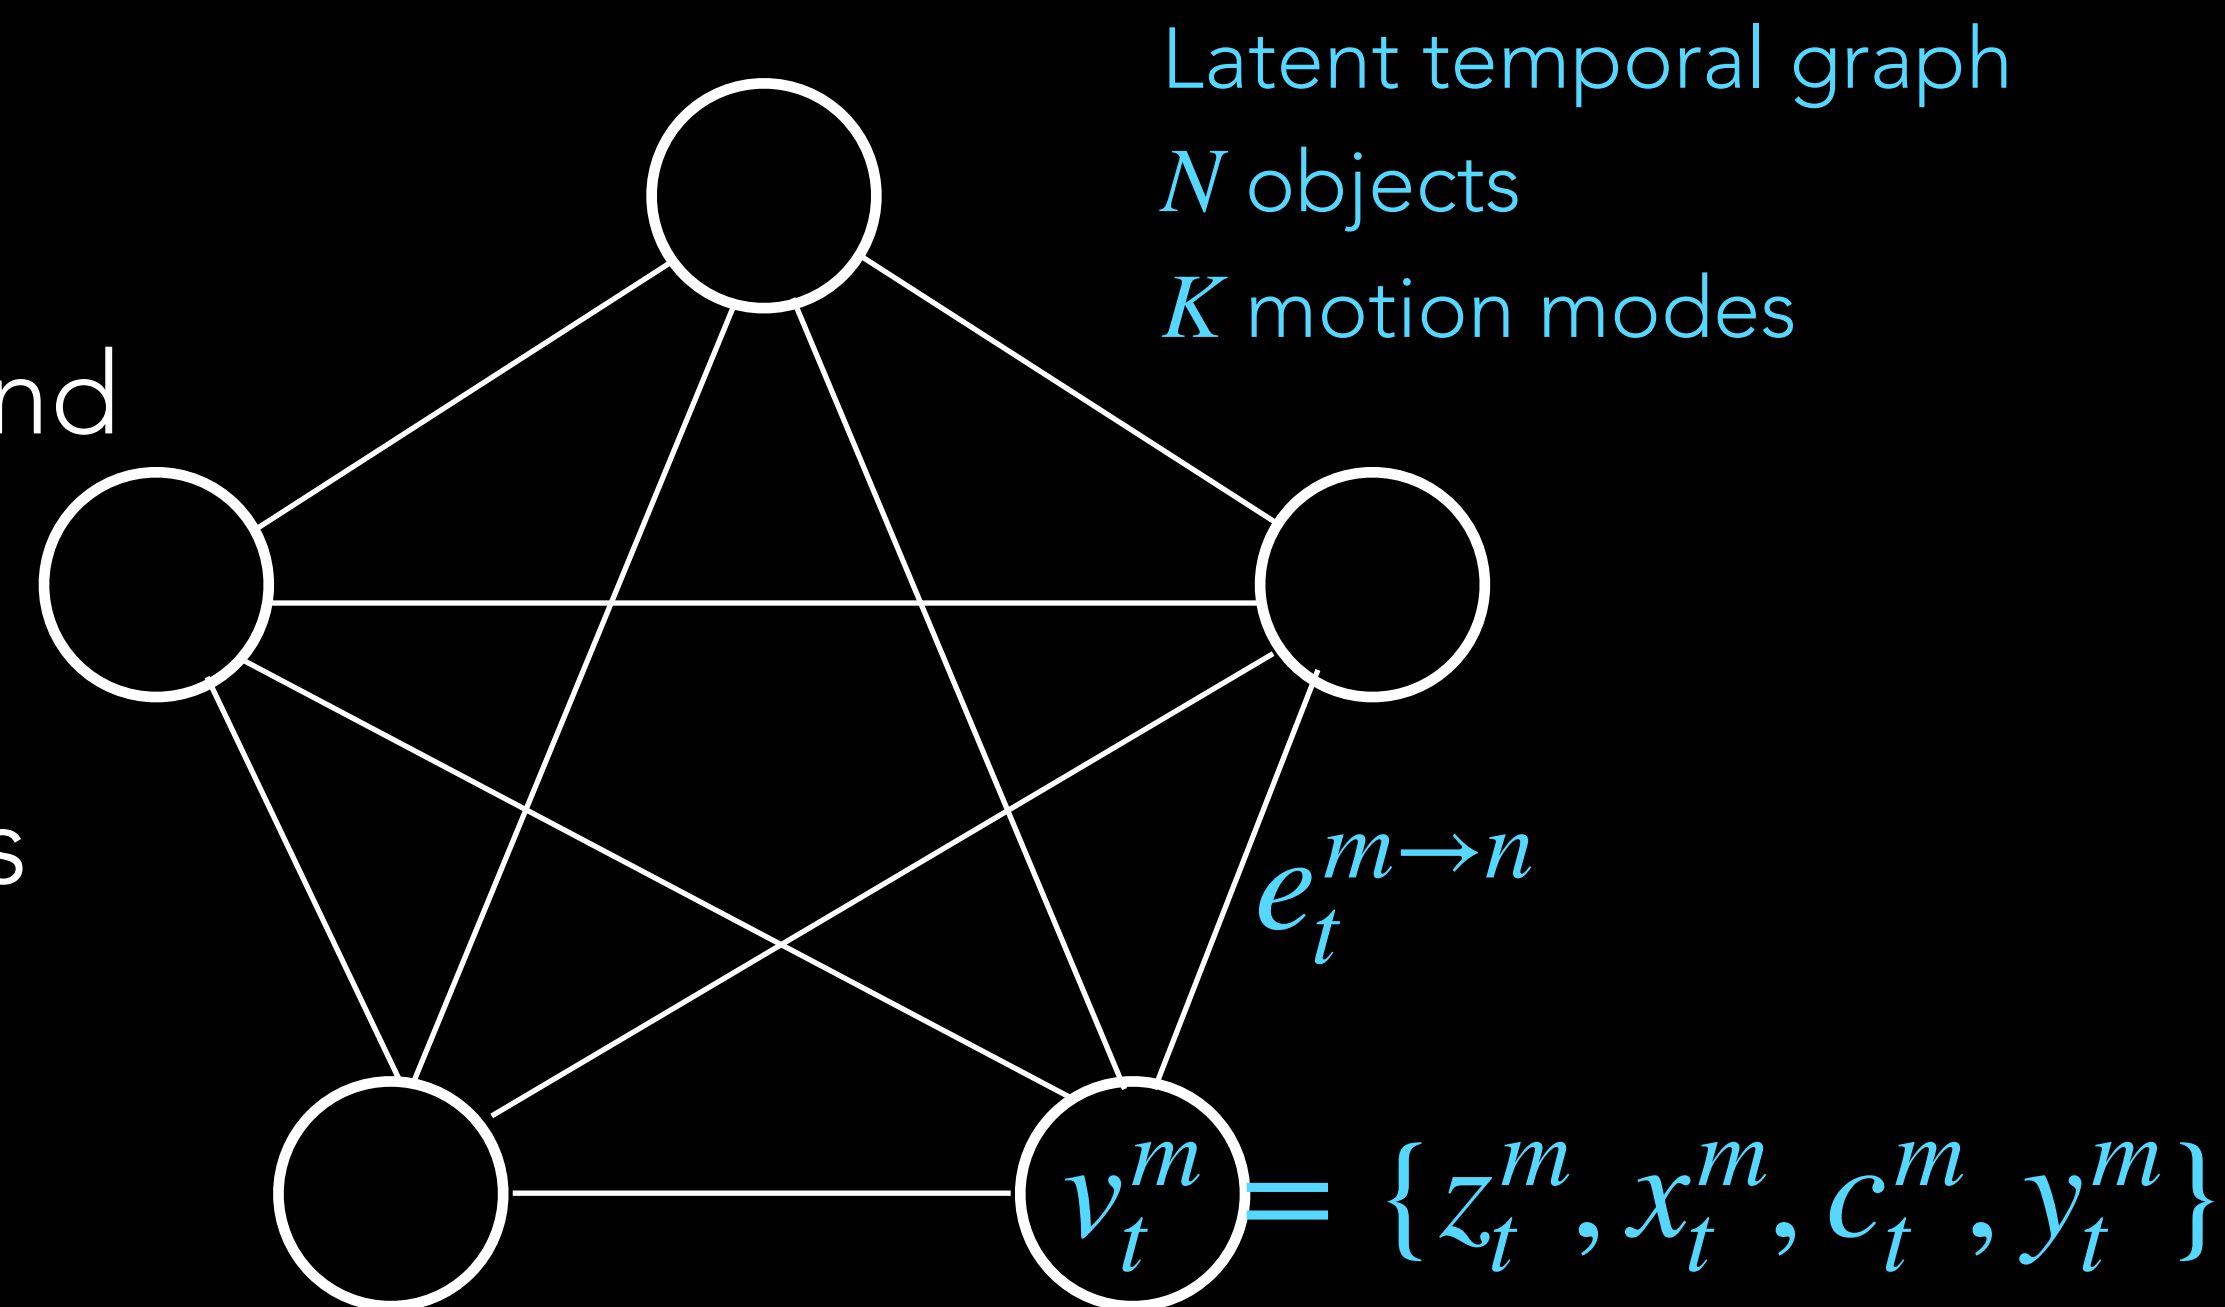 Latent temporal graph
N objects
K motion modes
nd
s
e_t^{m→n}
v_t^m = {z_t^m, x_t^m, c_t^m, y_t^m}